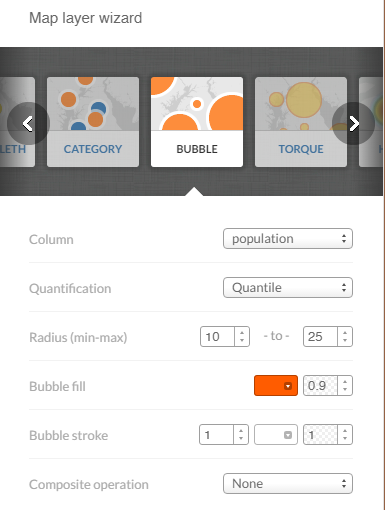 Map layer wizard
LETH CATEGORY BUBBLE TORQUE
Column population
Quantification Quantile
Radius (min-max) 10 - to - 25
Bubble fill 0.9
Bubble stroke 1 1
Composite operation None